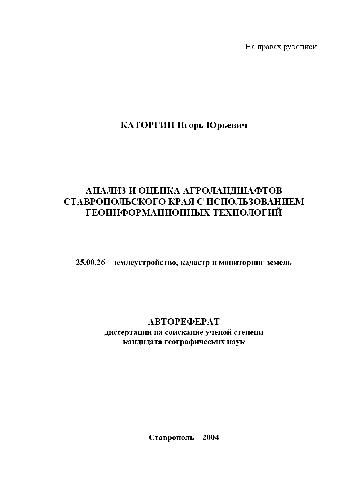 На правах рукописи
КАТОРГИН Игорь Юрьевич
АНАЛИЗ И ОЦЕНКА АГРОЛАНДШАФТОВ
СТАВРОПОЛЬСКОГО КРАЯ С ИСПОЛЬЗОВАНИЕМ
ГЕОИНФОРМАЦИОННЫХ ТЕХНОЛОГИЙ
25.00.26 – землеустройство, кадастр и мониторинг земель
АВТОРЕФЕРАТ
диссертации на соискание ученой степени
кандидата географических наук
Ставрополь – 2004